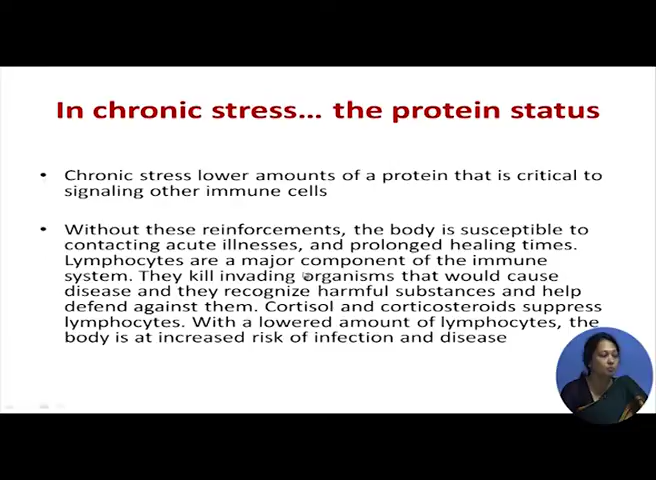 In chronic stress... the protein status
• Chronic stress lower amounts of a protein that is critical to
signaling other immune cells
• Without these reinforcements, the body is susceptible to
contacting acute illnesses, and prolonged healing times.
Lymphocytes are a major component of the immune
system. They kill invading organisms that would cause
disease and they recognize harmful substances and help
defend against them. Cortisol and corticosteroids suppress
lymphocytes. With a lowered amount of lymphocytes, the
body is at increased risk of infection and disease